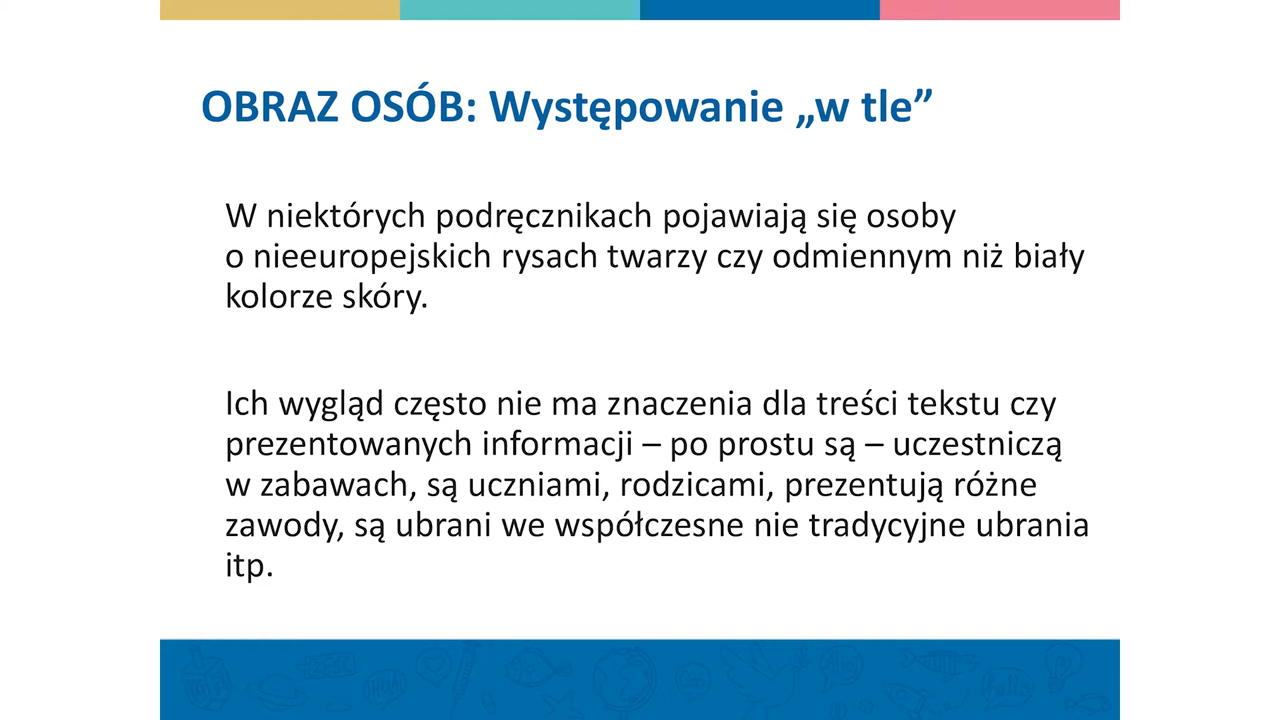 OBRAZ OSÓB: Występowanie „w tle”
W niektórych podręcznikach pojawiają się osoby
o nieeuropejskich rysach twarzy czy odmiennym niż biały
kolorze skóry.
Ich wygląd często nie ma znaczenia dla treści tekstu czy
prezentowanych informacji – po prostu są – uczestniczą
w zabawach, są uczniami, rodzicami, prezentują różne
zawody, są ubrani we współczesne nie tradycyjne ubrania
itp.